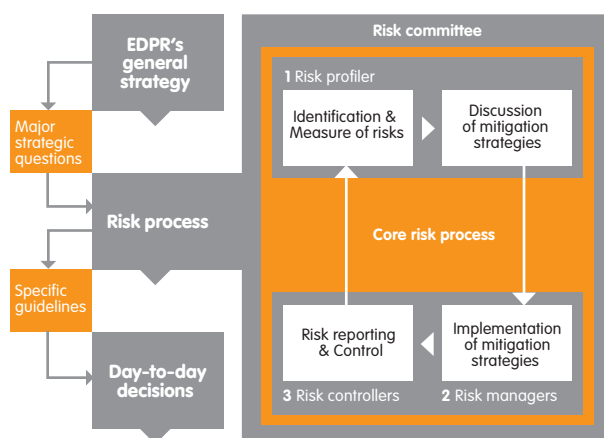 EDPR's
general
strategy
Major
strategic
questions
Risk process
Specific
guidelines
Day-to-day
decisions
Risk committee
1 Risk profiler
Identification &
Measure of risks
Discussion
of mitigation
strategies
Core risk process
Risk reporting
& Control
Implementation
of mitigation
strategies
3 Risk controllers
2 Risk managers